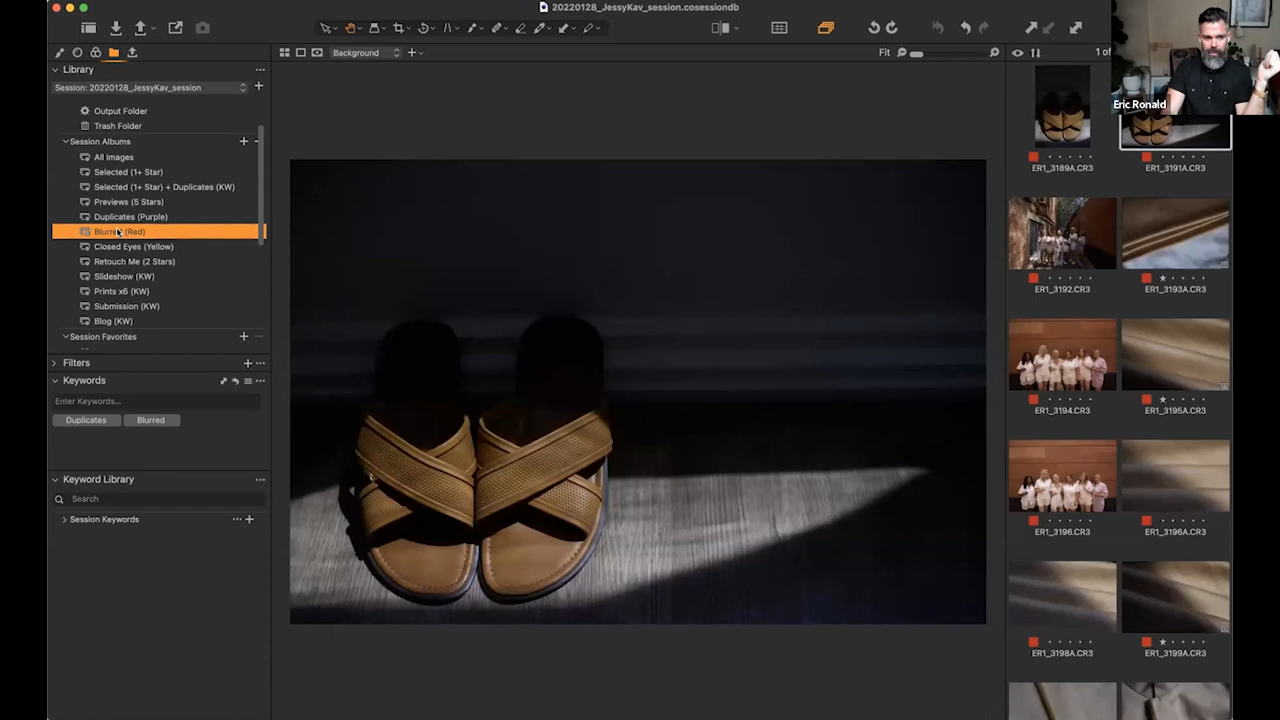 20220128_JessyKav_session.cosessiondb
Background
Fit
1 of
Library
Session: 20220128_JessyKav_session
Output Folder
Trash Folder
Session Albums
All Images
Selected (1+ Star)
Selected (1+ Star) + Duplicates (KW)
Previews (5 Stars)
Duplicates (Purple)
Blurred (Red)
Closed Eyes (Yellow)
Retouch Me (2 Stars)
Slideshow (KW)
Prints x6 (KW)
Submission (KW)
Blog (KW)
Session Favorites
Filters
Keywords
Enter Keywords...
Duplicates
Blurred
Keyword Library
Search
Session Keywords
Eric Ronald
ER1_3189A.CR3
ER1_3191A.CR3
ER1_3192.CR3
ER1_3193A.CR3
ER1_3194.CR3
ER1_3195A.CR3
ER1_3196.CR3
ER1_3196A.CR3
ER1_3198A.CR3
ER1_3199A.CR3